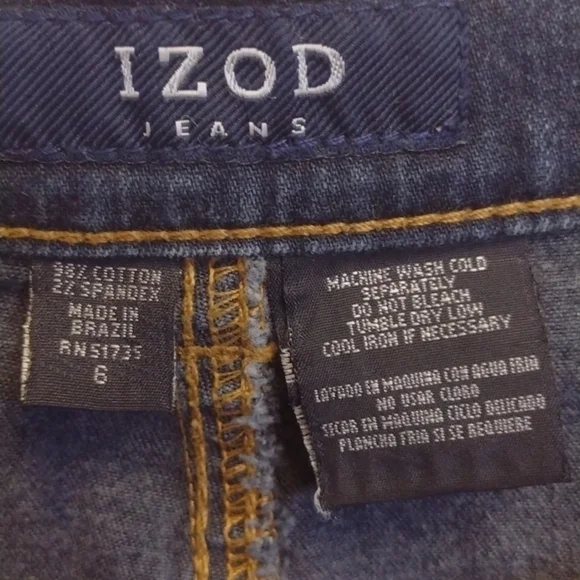 IZOD
JEANS
98% COTTON
2% SPANDEX
MADE IN
BRAZIL
RN51735
6
MACHINE WASH COLD
SEPARATELY
DO NOT BLEACH
TUMBLE DRY LOW
COOL IRON IF NECESSARY
LAVADO EN MAQUINA CON AGUA FRIA
NO USAR CLORO
SECAR EN MAQUINA CICLO DELICADO
PLANCHA FRIA SI SE REQUIERE